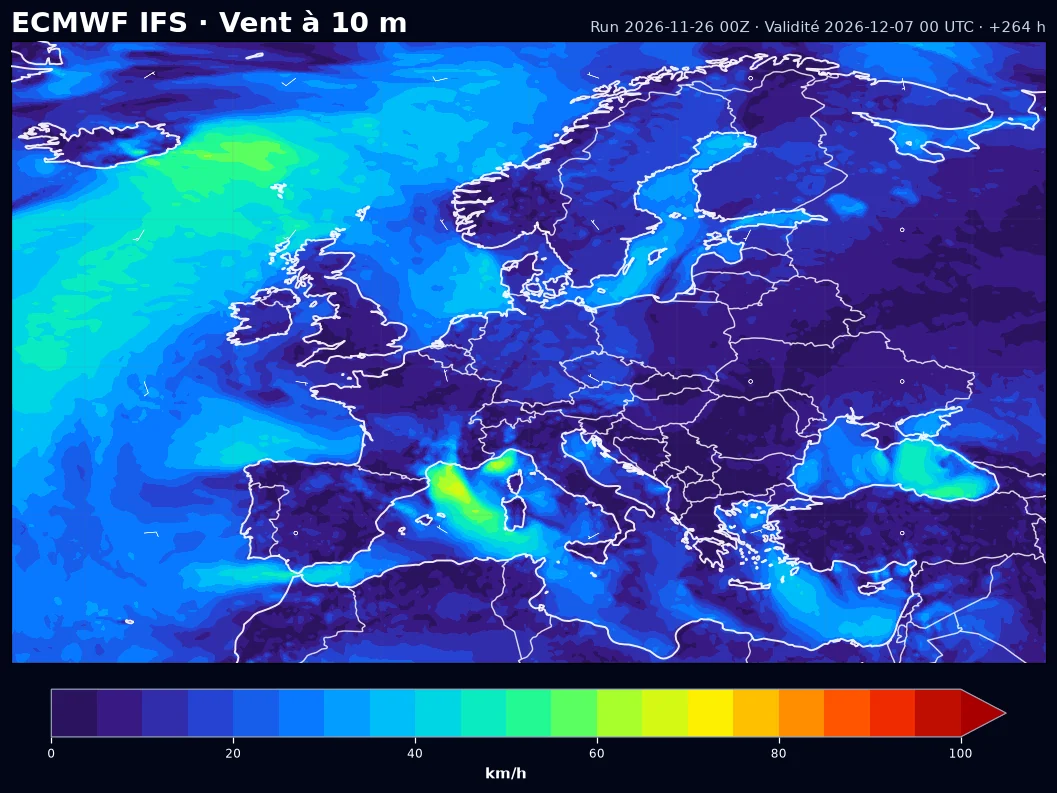 ECMWF IFS · Vent à 10 m
Run 2026-11-26 00Z · Validité 2026-12-07 00 UTC · +264 h
0 20 40 60 80 100
km/h